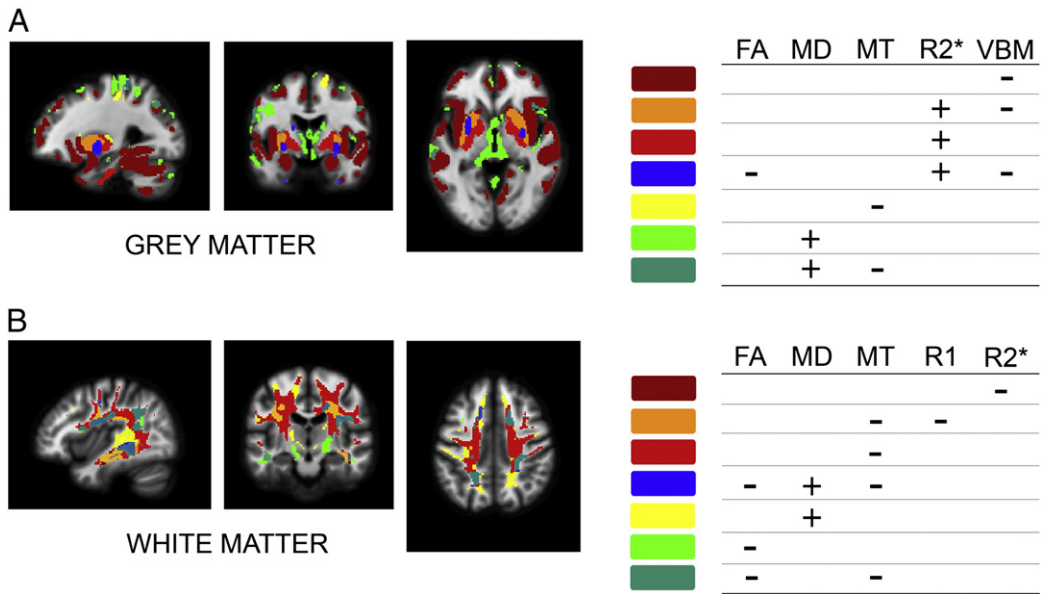 A
FA MD MT R2* VBM
-
+ -
+
- + -
-
+
+ -
GREY MATTER
B
FA MD MT R1 R2*
-
- -
-
- + -
+
-
- -
WHITE MATTER